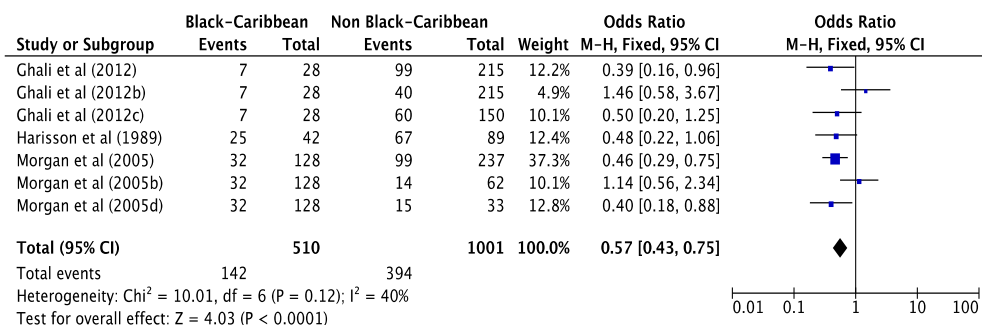 Black-Caribbean Non Black-Caribbean Odds Ratio Odds Ratio
Study or Subgroup Events Total Events Total Weight M-H, Fixed, 95% CI M-H, Fixed, 95% CI
Ghali et al (2012) 7 28 99 215 12.2% 0.39 [0.16, 0.96]
Ghali et al (2012b) 7 28 40 215 4.9% 1.46 [0.58, 3.67]
Ghali et al (2012c) 7 28 60 150 10.1% 0.50 [0.20, 1.25]
Harisson et al (1989) 25 42 67 89 12.4% 0.48 [0.22, 1.06]
Morgan et al (2005) 32 128 99 237 37.3% 0.46 [0.29, 0.75]
Morgan et al (2005b) 32 128 14 62 10.1% 1.14 [0.56, 2.34]
Morgan et al (2005d) 32 128 15 33 12.8% 0.40 [0.18, 0.88]
Total (95% CI) 510 1001 100.0% 0.57 [0.43, 0.75]
Total events 142 394
Heterogeneity: Chi² = 10.01, df = 6 (P = 0.12); I² = 40%
Test for overall effect: Z = 4.03 (P < 0.0001)
0.01 0.1 1 10 100